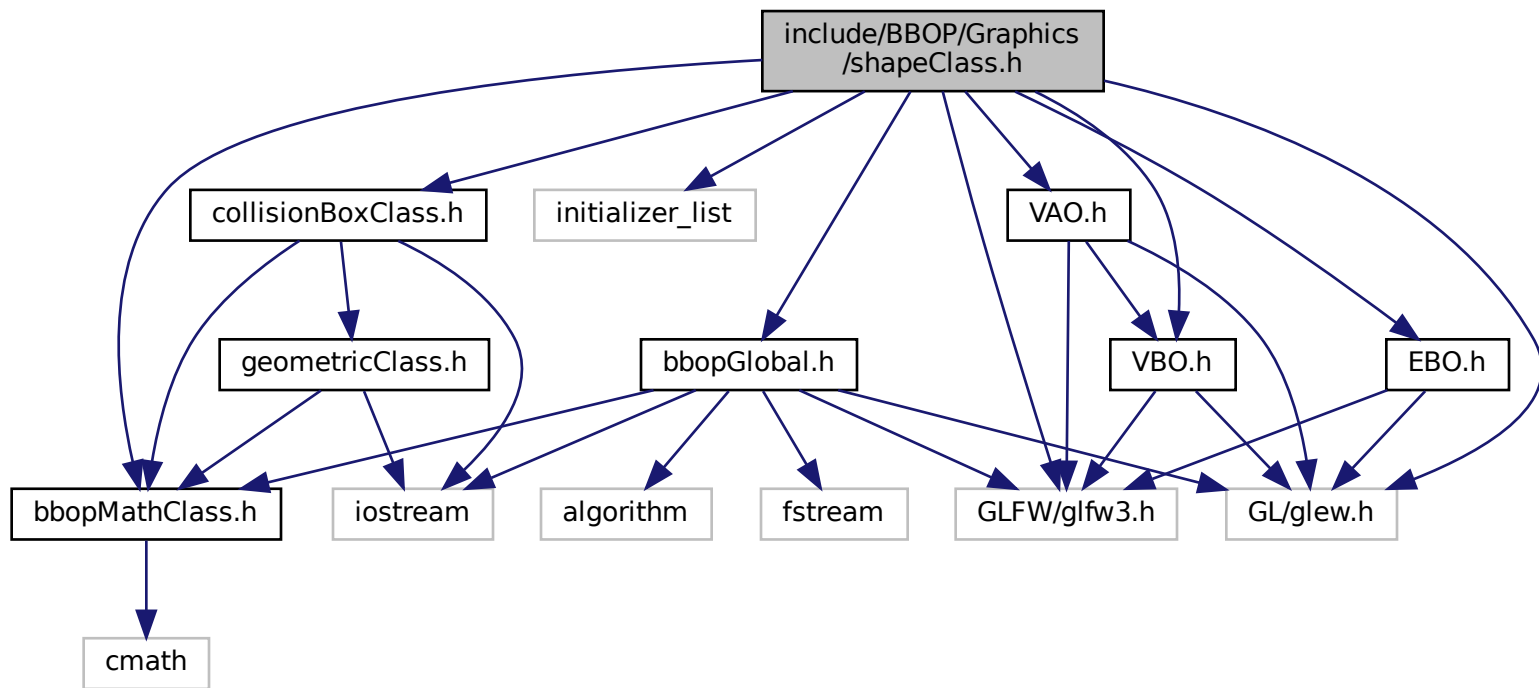 include/BBOP/Graphics
/shapeClass.h
collisionBoxClass.h
initializer_list
VAO.h
geometricClass.h
bbopGlobal.h
VBO.h
EBO.h
bbopMathClass.h
iostream
algorithm
fstream
GLFW/glfw3.h
GL/glew.h
cmath